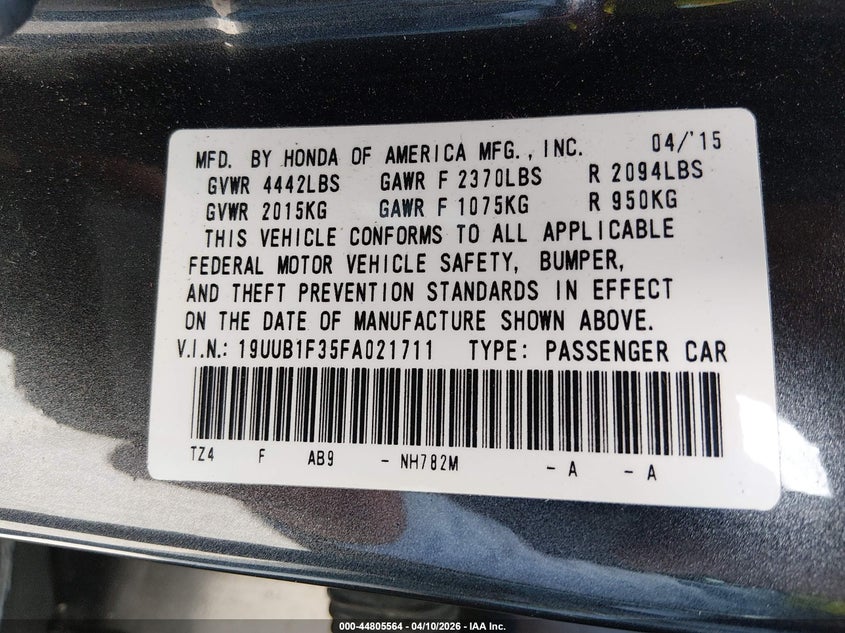 MFD. BY HONDA OF AMERICA MFG., INC. 04/'15
GVWR 4442LBS GAWR F 2370LBS R 2094LBS
GVWR 2015KG GAWR F 1075KG R 950KG
THIS VEHICLE CONFORMS TO ALL APPLICABLE
FEDERAL MOTOR VEHICLE SAFETY, BUMPER,
AND THEFT PREVENTION STANDARDS IN EFFECT
ON THE DATE OF MANUFACTURE SHOWN ABOVE.
V.I.N.: 19UUB1F35FA021711 TYPE: PASSENGER CAR
TZ4 F AB9 - NH782M - A - A
000-44805564 - 04/10/2026 - IAA Inc.